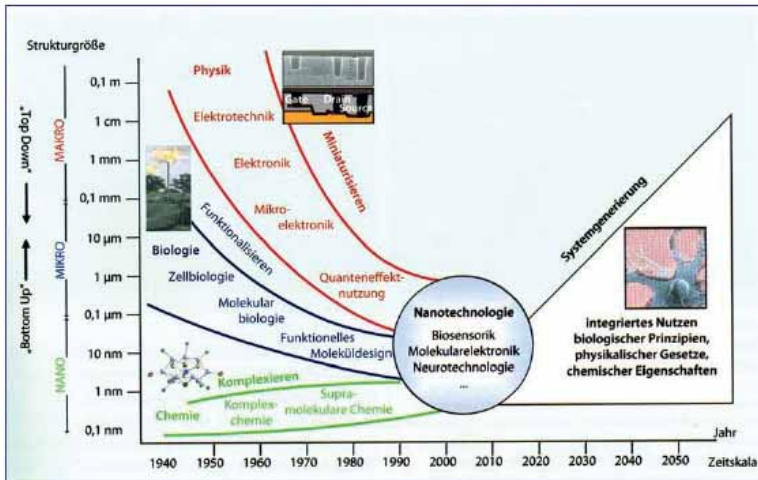 Strukturgröße
0,1 m
1 cm
1 mm
0,1 mm
10 µm
1 µm
0,1 µm
10 nm
1 nm
0,1 nm
"Top Down"
"Bottom Up"
MAKRO
MIKRO
NANO
Physik
Elektrotechnik
Elektronik
Mikro-
elektronik
Quanteneffekt-
nutzung
Miniaturisieren
Gate
Drain
Source
Funktionalisieren
Biologie
Zellbiologie
Molekular
biologie
Funktionelles
Moleküldesign
Komplexieren
Chemie
Komplex-
chemie
Supra-
molekulare Chemie
Nanotechnologie
Biosensorik
Molekularelektronik
Neurotechnologie
...
Systemgenerierung
integriertes Nutzen
biologischer Prinzipien,
physikalischer Gesetze,
chemischer Eigenschaften
Jahr
1940 1950 1960 1970 1980 1990 2000 2010 2020 2030 2040 2050
Zeitskala